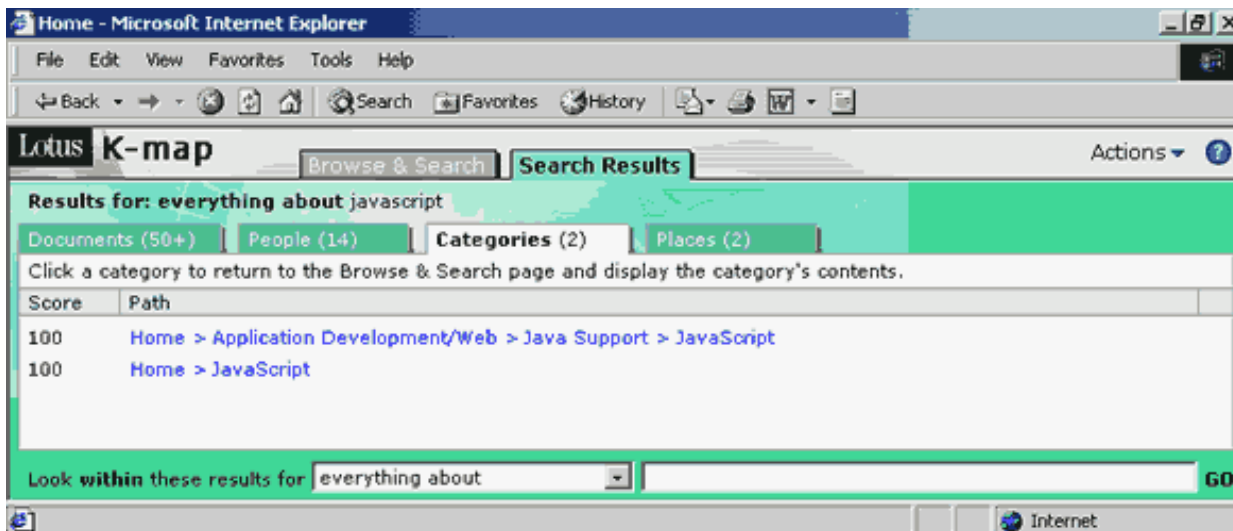 Home - Microsoft Internet Explorer
File Edit View Favorites Tools Help
Back Search Favorites History
Lotus K-map Browse & Search Search Results Actions
Results for: everything about javascript
Documents (50+) People (14) Categories (2) Places (2)
Click a category to return to the Browse & Search page and display the category's contents.
Score Path
100 Home > Application Development/Web > Java Support > JavaScript
100 Home > JavaScript
Look within these results for everything about GO
Internet